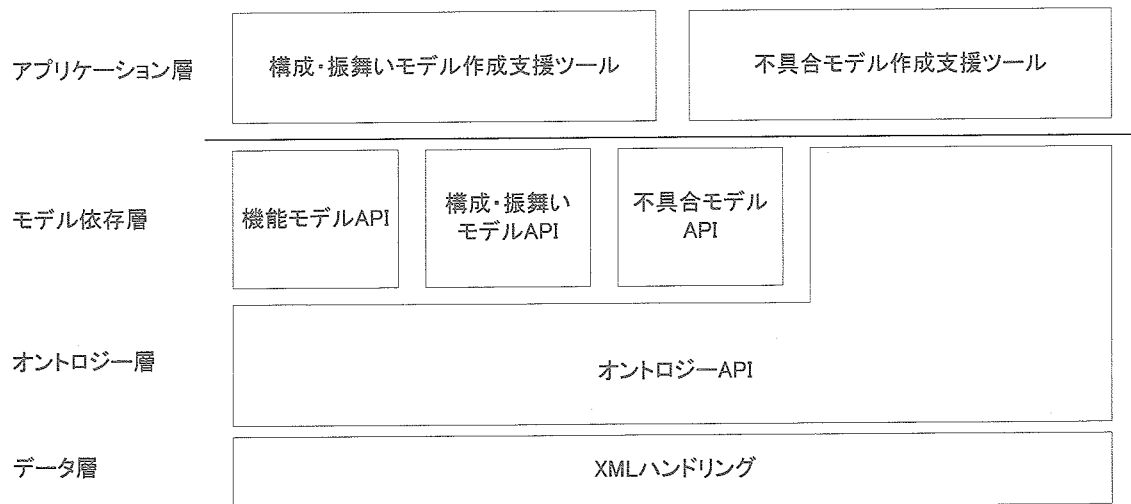 アプリケーション層
構成・振舞いモデル作成支援ツール
不具合モデル作成支援ツール
モデル依存層
機能モデルAPI
構成・振舞い
モデルAPI
不具合モデル
API
オントロジー層
オントロジーAPI
データ層
XMLハンドリング